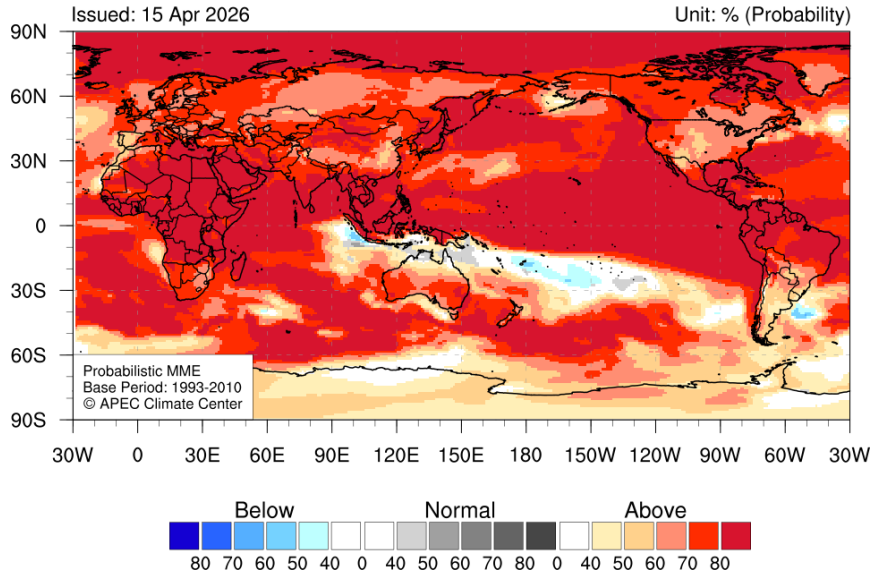 Issued: 15 Apr 2026
Unit: % (Probability)
90N
60N
30N
0
30S
60S
90S
Probabilistic MME
Base Period: 1993-2010
© APEC Climate Center
30W 0 30E 60E 90E 120E 150E 180 150W 120W 90W 60W 30W
Below Normal Above
80 70 60 50 40 0 40 50 60 70 80 0 40 50 60 70 80